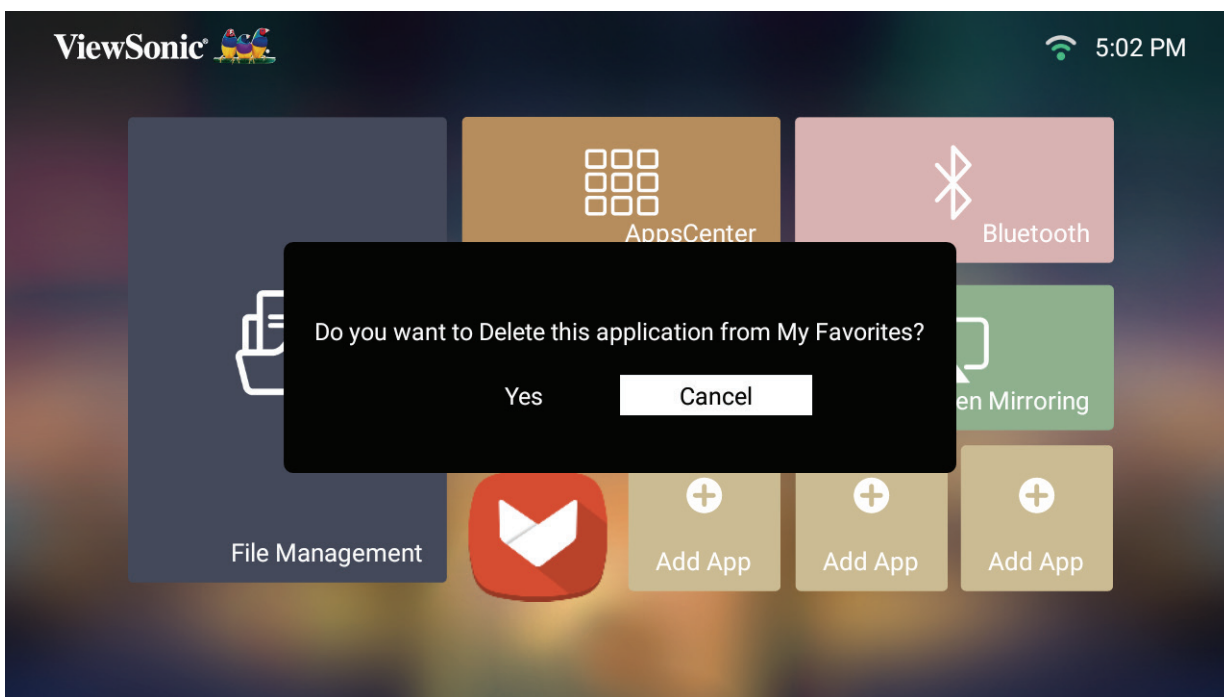 ViewSonic®
5:02 PM
AppsCenter
Bluetooth
Do you want to Delete this application from My Favorites?
Yes
Cancel
en Mirroring
File Management
Add App
Add App
Add App